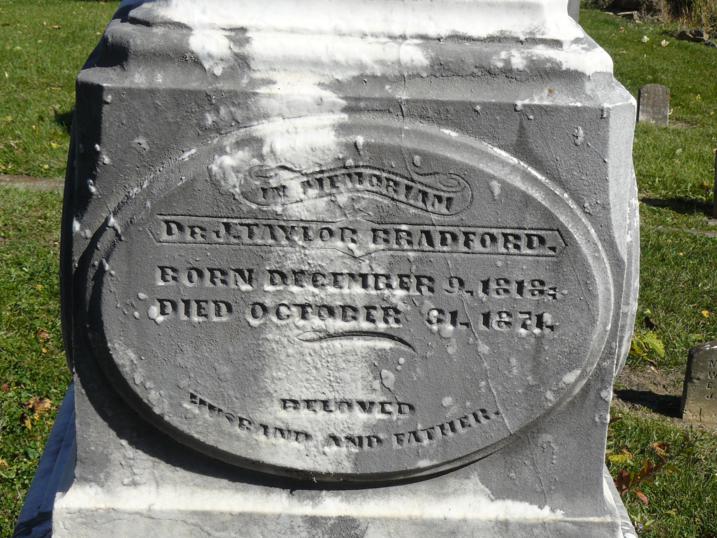 IN MEMORIAM
DR. J. TAYLOR BRADFORD.
BORN DECEMBER 9, 1818;
DIED OCTOBER 31, 1871.
BELOVED
HUSBAND AND FATHER.